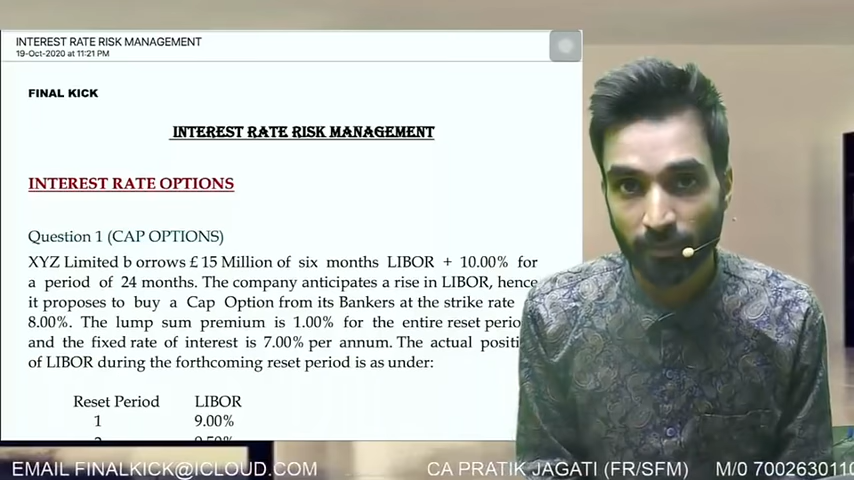 INTEREST RATE RISK MANAGEMENT
19-Oct-2020 at 11:21 PM
FINAL KICK
INTEREST RATE RISK MANAGEMENT
INTEREST RATE OPTIONS
Question 1 (CAP OPTIONS)
XYZ Limited b orrows £ 15 Million of six months LIBOR + 10.00% for
a period of 24 months. The company anticipates a rise in LIBOR, hence
it proposes to buy a Cap Option from its Bankers at the strike rate
8.00%. The lump sum premium is 1.00% for the entire reset
and the fixed rate of interest is 7.00% per annum. The actual
of LIBOR during the forthcoming reset period is as under:
Reset Period LIBOR
1 9.00%
EMAIL FINALKICK@ICLOUD.COM CA PRATIK JAGATI (FR/SFM) M/0 7002630110